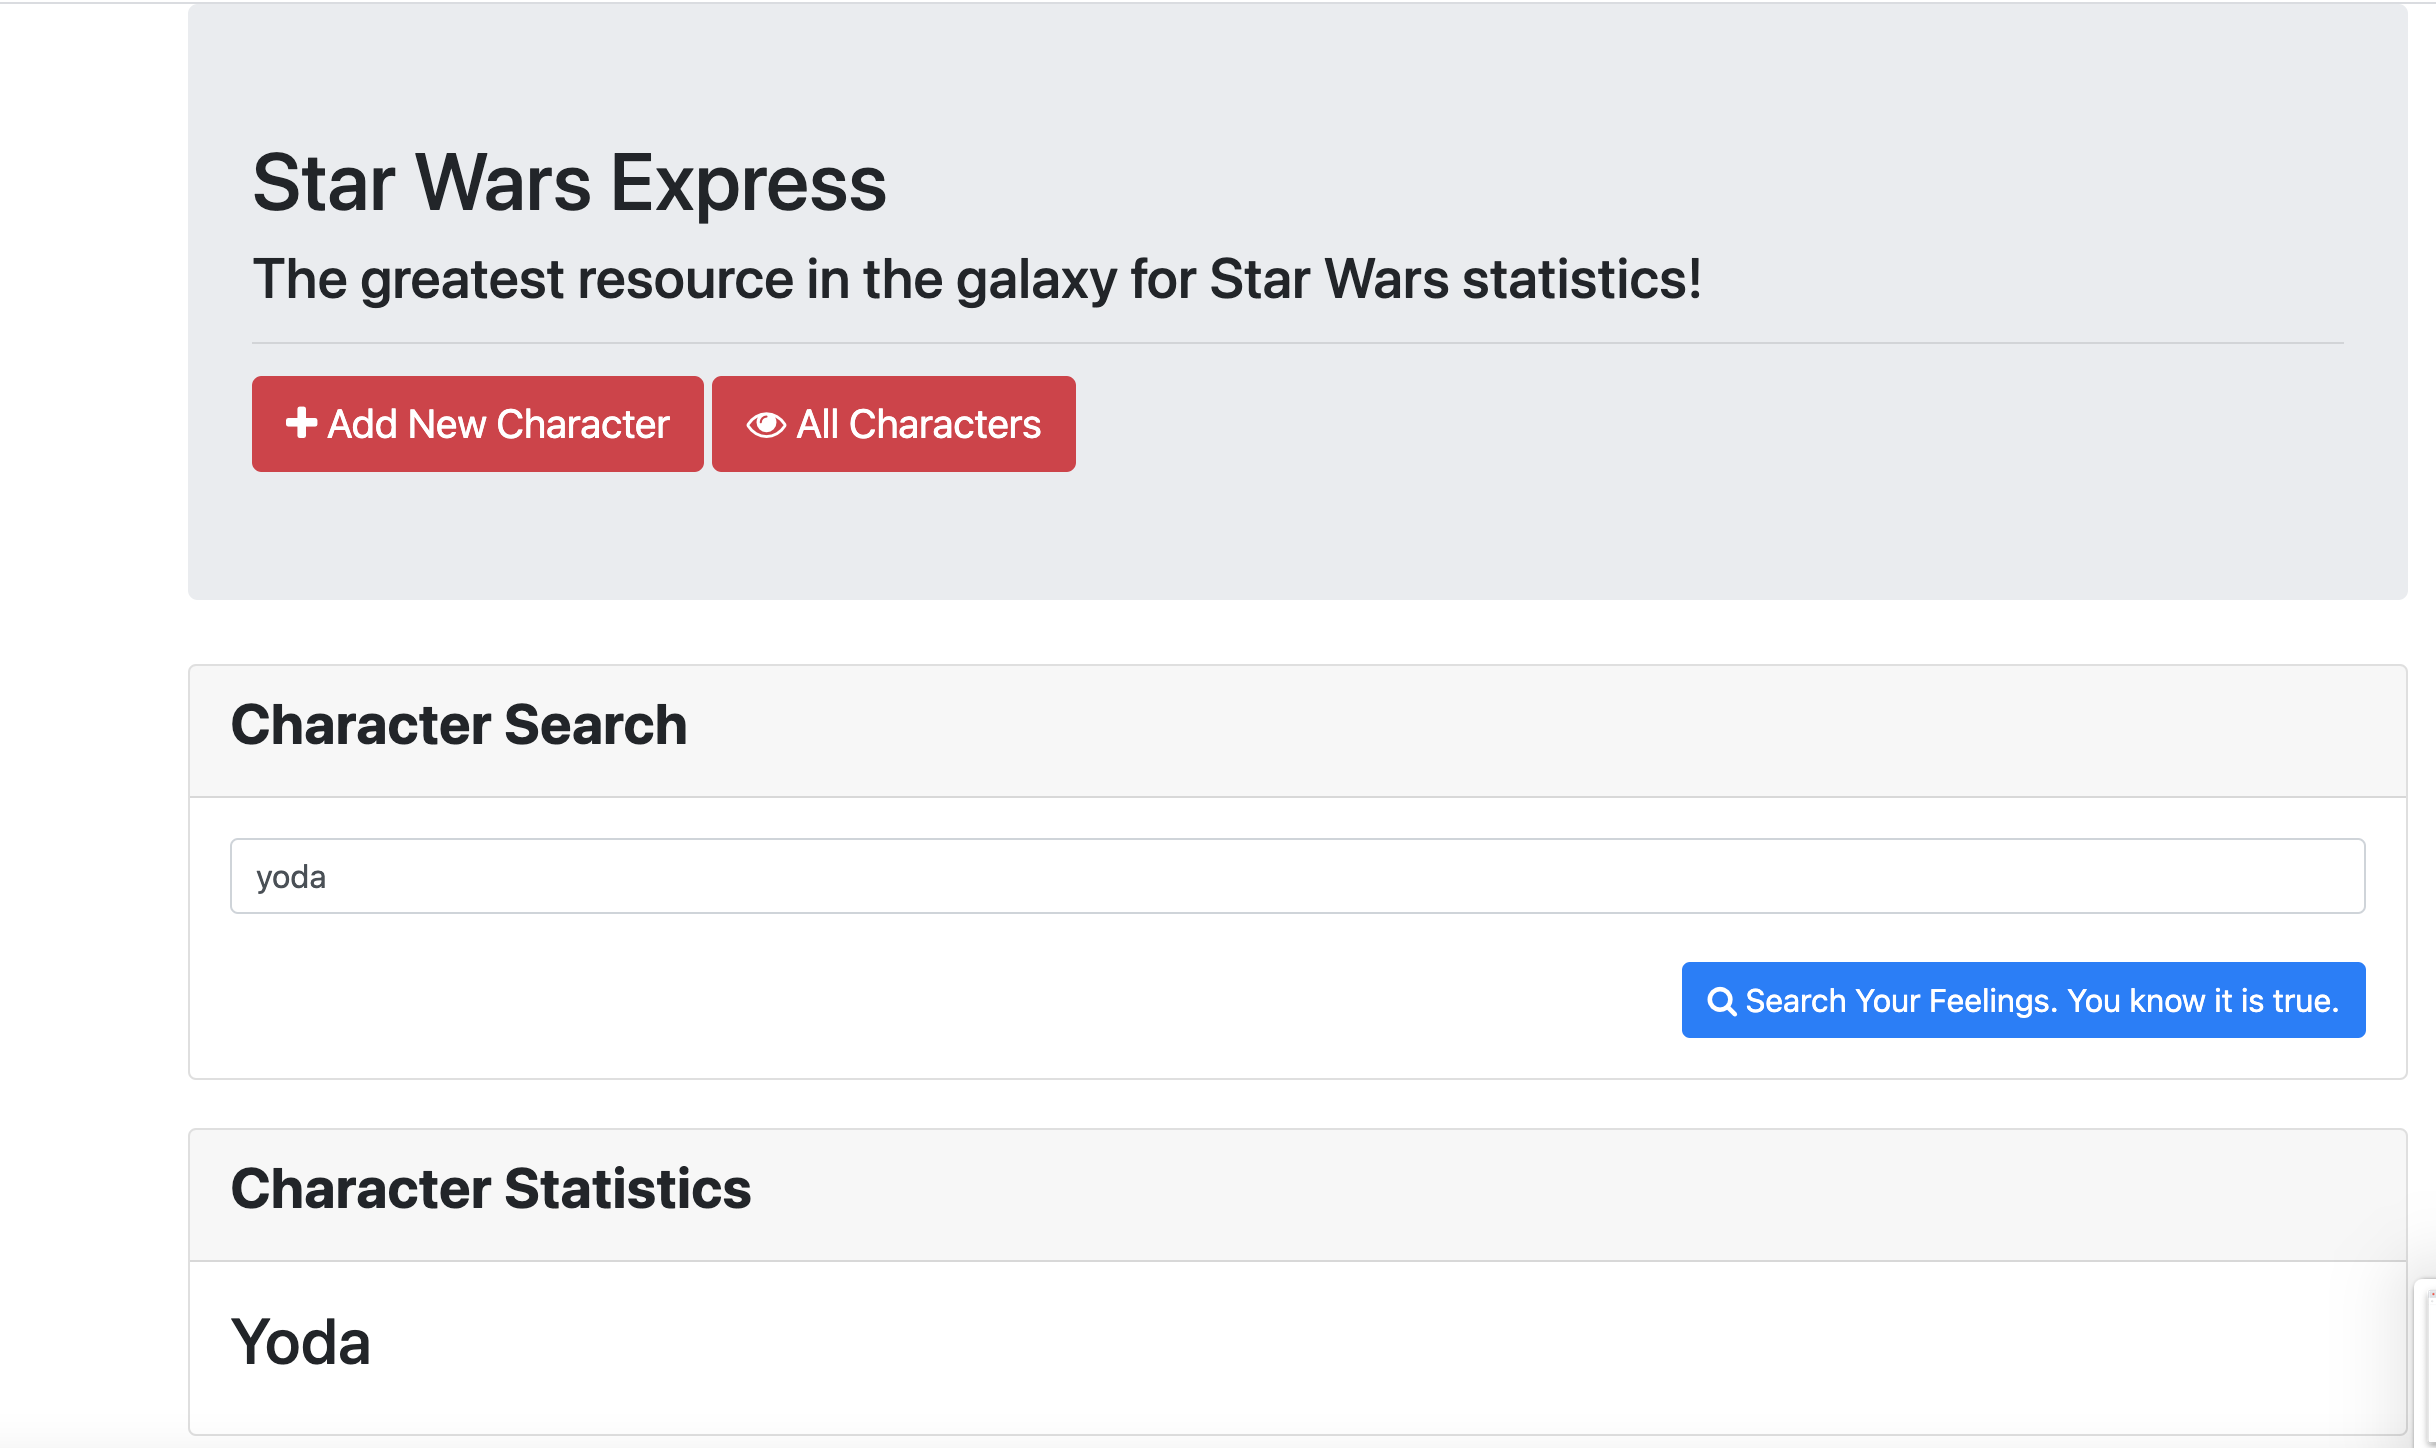 Star Wars Express
The greatest resource in the galaxy for Star Wars statistics!
Add New Character
All Characters
Character Search
yoda
Search Your Feelings. You know it is true.
Character Statistics
Yoda